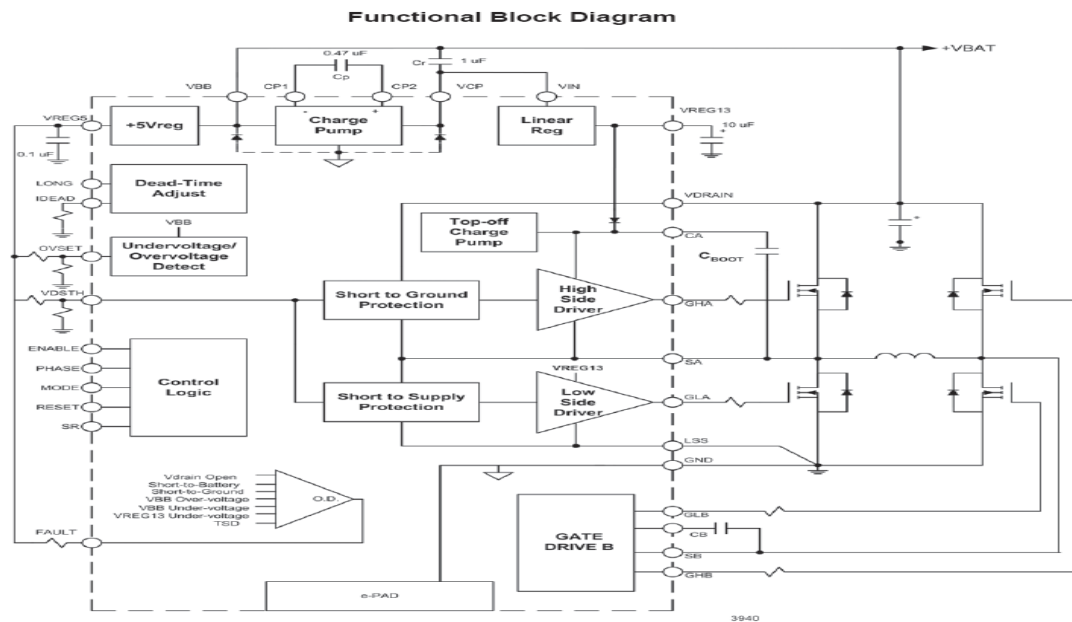 Functional Block Diagram
0.47 uF
Cp
Cr
1 uF
+VBAT
VBB
CP1
CP2
VCP
VIN
VREG5
+5Vreg
-
+
Charge
Pump
Linear
Reg
VREG13
+
10 uF
0.1 uF
LONG
IDEAD
Dead-Time
Adjust
VBB
OVSET
Undervoltage/
Overvoltage
Detect
VDSTH
Top-off
Charge
Pump
VDRAIN
CA
CBOOT
+
Short to Ground
Protection
High
Side
Driver
GHA
SA
ENABLE
PHASE
MODE
RESET
SR
Control
Logic
VREG13
Short to Supply
Protection
Low
Side
Driver
GLA
LSS
GND
Vdrain Open
Short-to-Battery
Short-to-Ground
VBB Over-voltage
VBB Under-voltage
VREG13 Under-voltage
TSD
O.D.
FAULT
GATE
DRIVE B
GLB
CB
SB
GHB
e-PAD
3940